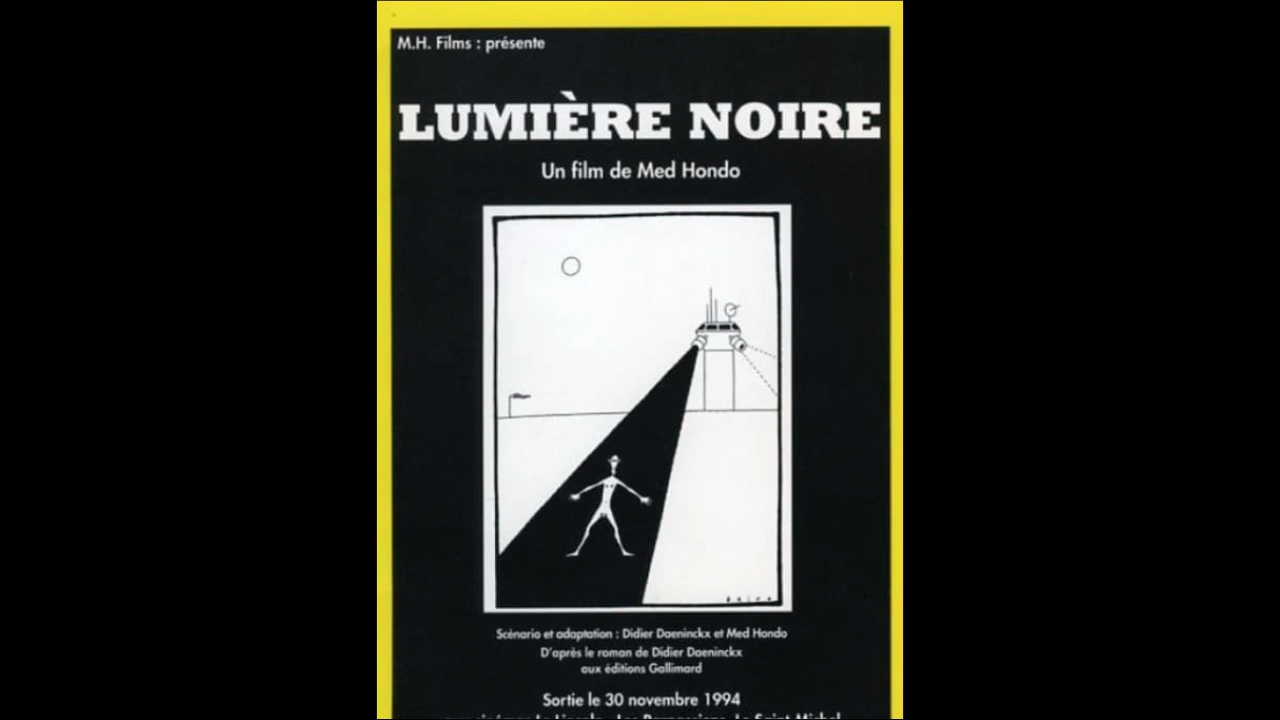 M.H. Films : présente
LUMIÈRE NOIRE
Un film de Med Hondo
Scénario et adaptation : Didier Daeninckx et Med Hondo
D'après le roman de Didier Daeninckx
aux éditions Gallimard
Sortie le 30 novembre 1994